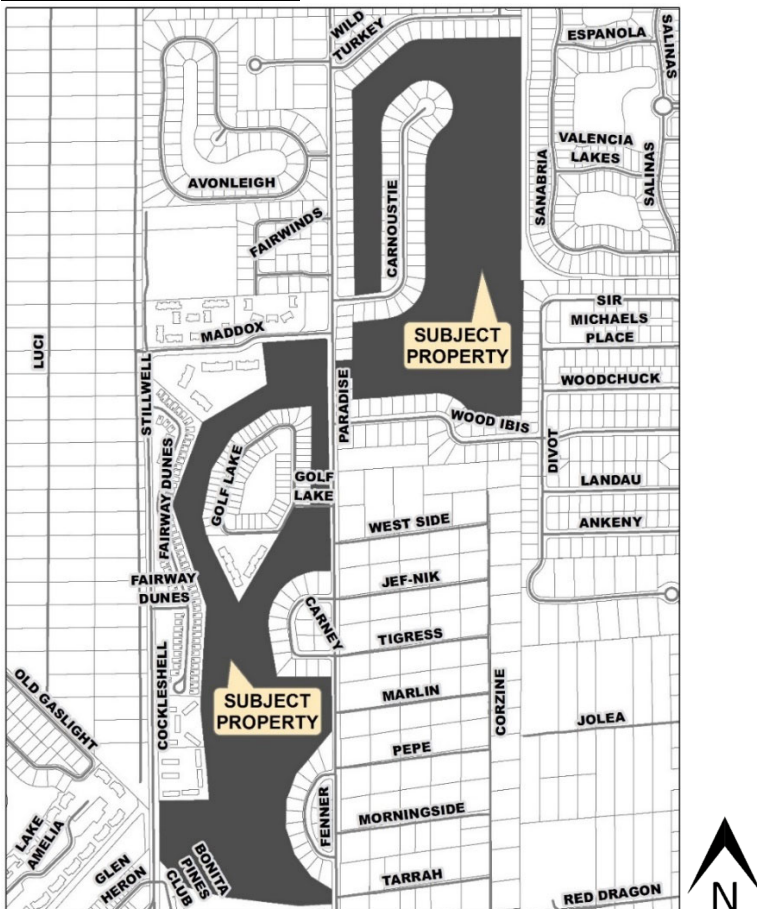 WILD
TURKEY
ESPANOLA
SALINAS
VALENCIA
LAKES
SALINAS
SANABRIA
AVONLEIGH
FAIRWINDS
CARNOUSTIE
SUBJECT
PROPERTY
SIR
MICHAELS
PLACE
MADDOX
LUCI
STILLWELL
PARADISE
WOODCHUCK
WOOD IBIS
DIVOT
FAIRWAY DUNES
GOLF LAKE
GOLF
LAKE
LANDAU
WEST SIDE
ANKENY
FAIRWAY
DUNES
JEF-NIK
CARNEY
TIGRESS
OLD GASLIGHT
COCKLESHELL
SUBJECT
PROPERTY
MARLIN
CORZINE
JOLEA
PEPE
LAKE
AMELIA
FENNER
MORNINGSIDE
GLEN
HERON
BONITA
PINES
CLUB
TARRAH
RED DRAGON
N